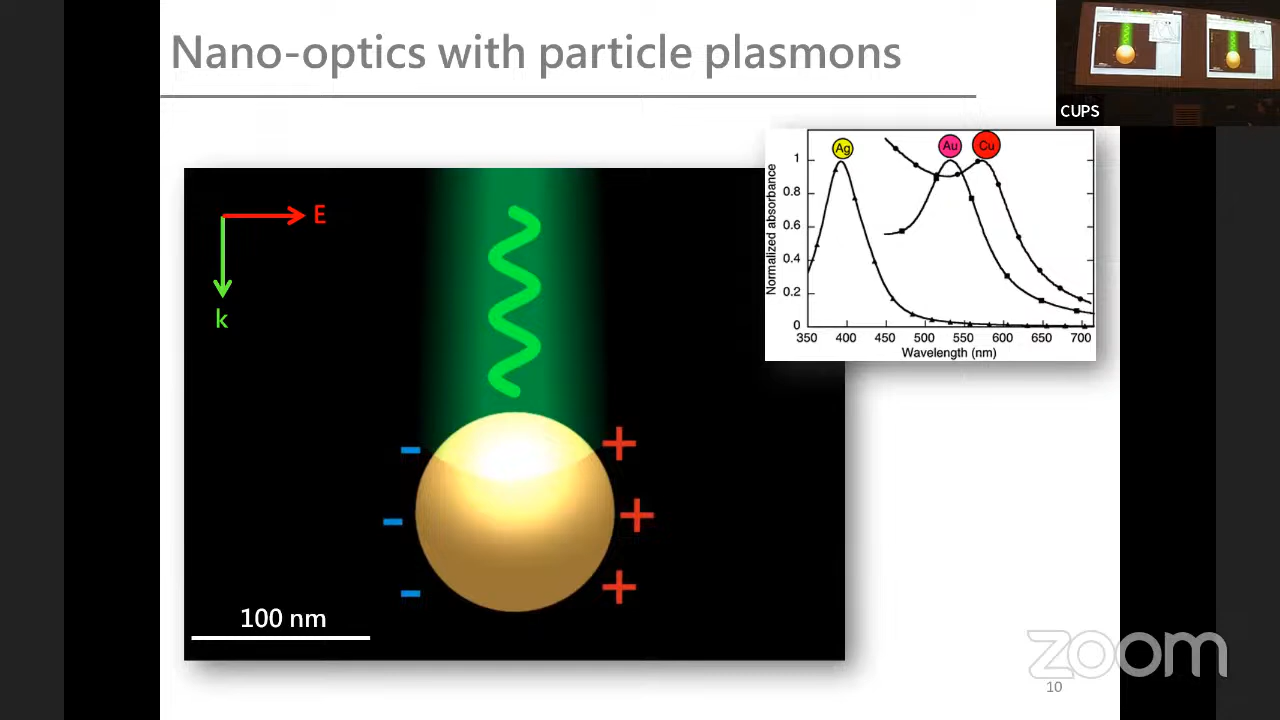 Nano-optics with particle plasmons
CUPS
E
k
- +
- +
- +
100 nm
Ag Au Cu
Normalized absorbance
1
0.8
0.6
0.4
0.2
0
350 400 450 500 550 600 650 700
Wavelength (nm)
zoom
10